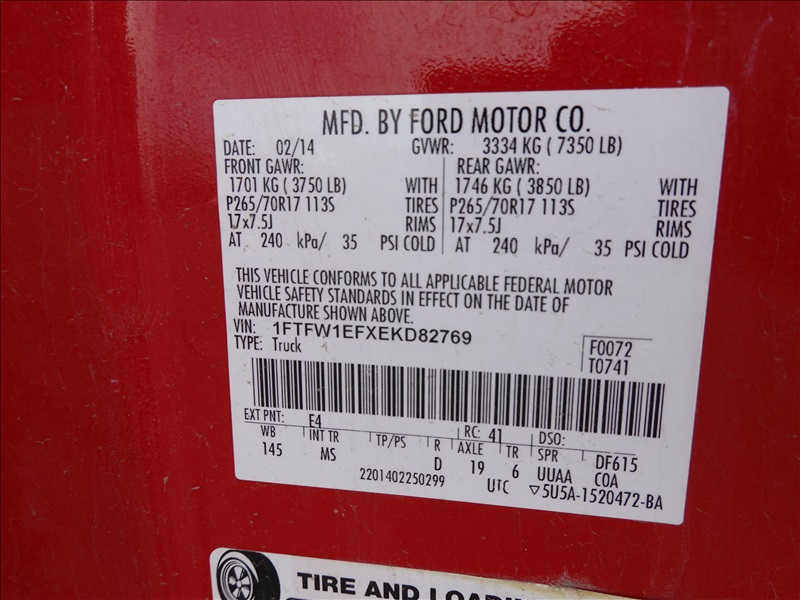 MFD. BY FORD MOTOR CO.
DATE: 02/14 GVWR: 3334 KG ( 7350 LB)
FRONT GAWR: REAR GAWR:
1701 KG ( 3750 LB) WITH 1746 KG ( 3850 LB) WITH
P265/70R17 113S TIRES P265/70R17 113S TIRES
17x7.5J RIMS 17x7.5J RIMS
AT 240 kPa/ 35 PSI COLD AT 240 kPa/ 35 PSI COLD
THIS VEHICLE CONFORMS TO ALL APPLICABLE FEDERAL MOTOR
VEHICLE SAFETY STANDARDS IN EFFECT ON THE DATE OF
MANUFACTURE SHOWN ABOVE.
VIN: 1FTFW1EFXEKD82769
TYPE: Truck
F0072
T0741
EXT PNT: E4 RC: 41 DSO:
WB INT TR TP/PS R AXLE TR SPR DF615
145 MS D 19 6 UUAA COA
2201402250299 UTC ▽5U5A-1520472-BA
TIRE AND LOADIN